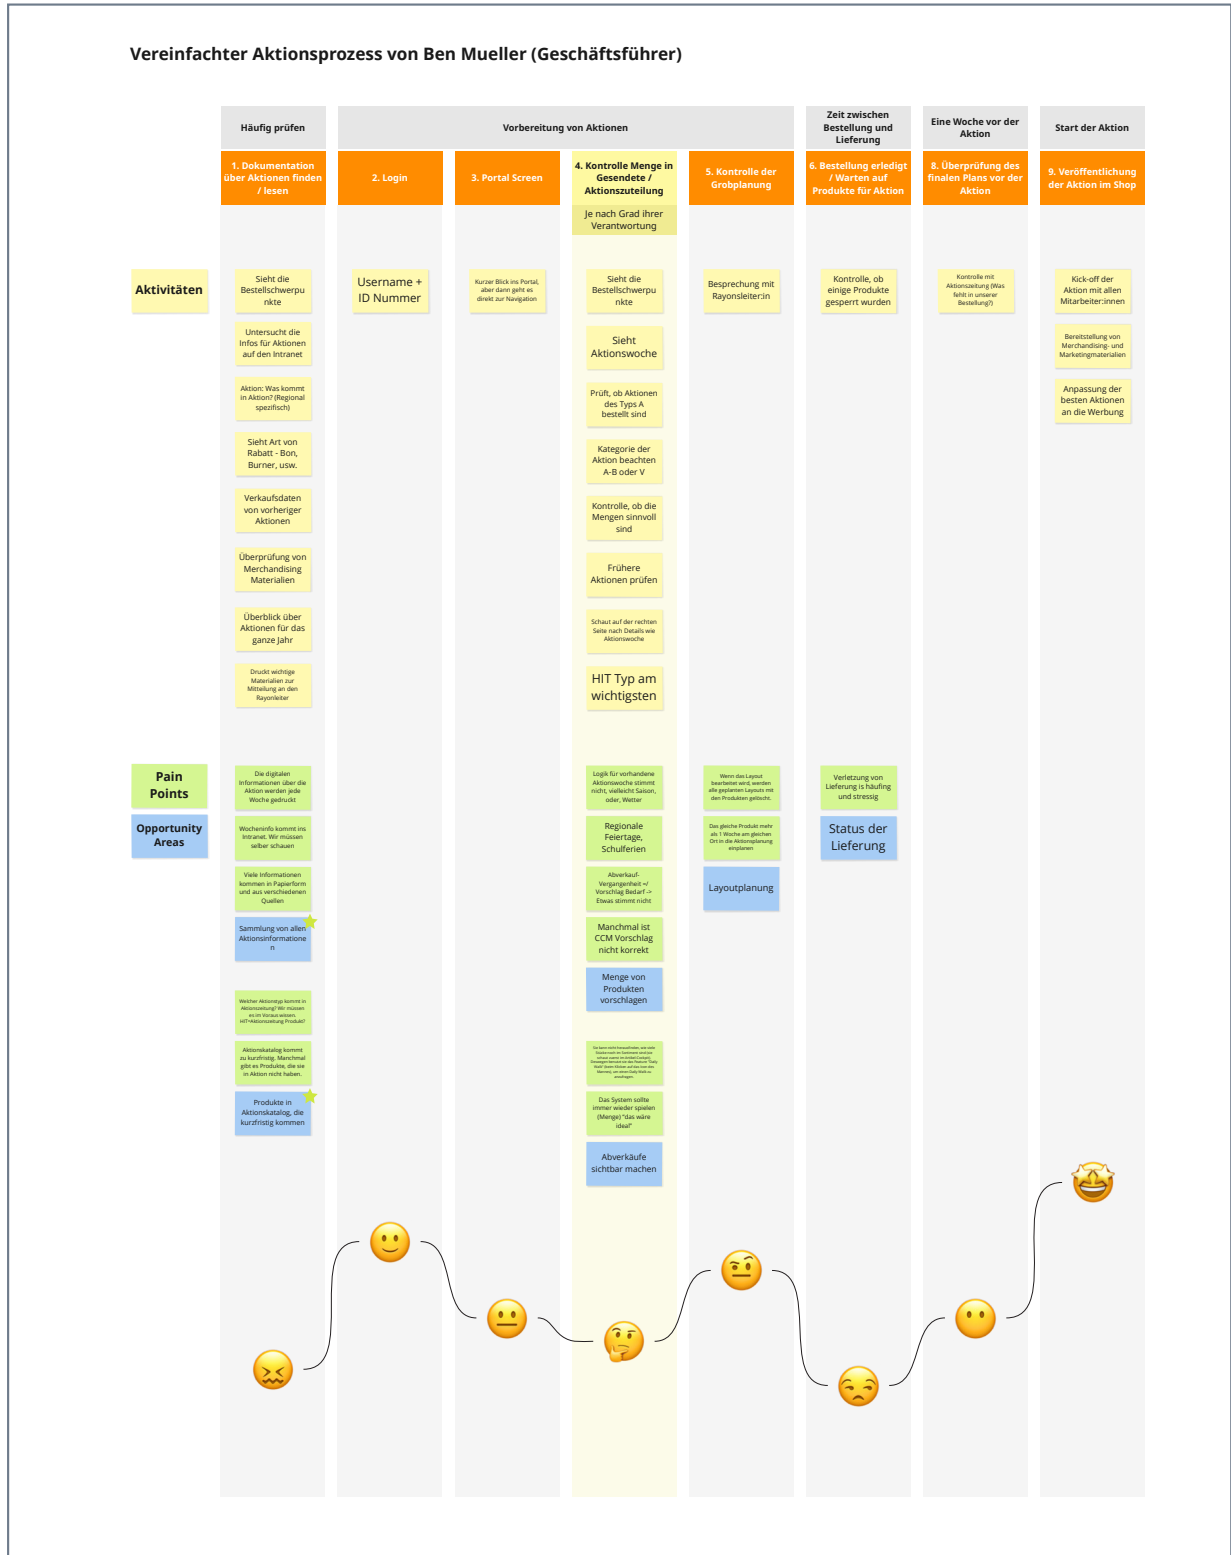 Vereinfachter Aktionsprozess von Ben Mueller (Geschäftsführer)
Häufig prüfen
Vorbereitung von Aktionen
Zeit zwischen
Bestellung und
Lieferung
Eine Woche vor der
Aktion
Start der Aktion
1. Dokumentation
über Aktionen finden
/ lesen
2. Login
3. Portal Screen
4. Kontrolle Menge in
Gesendete /
Aktionszuteilung
5. Kontrolle der
Grobplanung
6. Bestellung erledigt
/ Warten auf
Produkte für Aktion
8. Überprüfung des
finalen Plans vor der
Aktion
9. Veröffentlichung
der Aktion im Shop
Je nach Grad ihrer
Verantwortung
Aktivitäten
Sieht die
Bestellschwerpu
nkte
Untersucht die
Infos für Aktionen
auf den Intranet
Aktion: Was kommt
in Aktion? (Regional
spezifisch)
Sieht Art von
Rabatt - Bon,
Burner, usw.
Verkaufsdaten
von vorheriger
Aktionen
Überprüfung von
Merchandising
Materialien
Überblick über
Aktionen für das
ganze Jahr
Druckt wichtige
Materialien zur
Mitteilung an den
Rayonleiter
Username +
ID Nummer
Kurzer Blick ins Portal,
aber dann geht es
direkt zur Navigation
Sieht die
Bestellschwerpu
nkte
Sieht
Aktionswoche
Prüft, ob Aktionen
des Typs A
bestellt sind
Kategorie der
Aktion beachten
A-B oder V
Kontrolle, ob die
Mengen sinnvoll
sind
Frühere
Aktionen prüfen
Schaut auf der rechten
Seite nach Details wie
Aktionswoche
HIT Typ am
wichtigsten
Besprechung mit
Rayonsleiter:in
Kontrolle, ob
einige Produkte
gesperrt wurden
Kontrolle mit
Aktionszeitung (Was
fehlt in unserer
Bestellung?)
Kick-off der
Aktion mit allen
Mitarbeiter:innen
Bereitstellung von
Merchandising- und
Marketingmaterialien
Anpassung der
besten Aktionen
an die Werbung
Pain
Points
Opportunity
Areas
Die digitalen
Informationen über die
Aktion werden jede
Woche gedruckt
Wocheninfo kommt ins
Intranet. Wir müssen
selber schauen
Viele Informationen
kommen in Papierform
und aus verschiedenen
Quellen
Sammlung von allen
Aktionsinformatione
n
Welcher Aktionstyp kommt in
Aktionszeitung? Wir müssen
es im Voraus wissen.
HIT=Aktionszeitung Produkt?
Aktionskatalog kommt
zu kurzfristig. Manchmal
gibt es Produkte, die sie
in Aktion nicht haben.
Produkte in
Aktionskatalog, die
kurzfristig kommen
Logik für vorhandene
Aktionswoche stimmt
nicht, vielleicht Saison,
oder, Wetter
Regionale
Feiertage,
Schulferien
Abverkauf-
Vergangenheit =/
Vorschlag Bedarf ->
Etwas stimmt nicht
Manchmal ist
CCM Vorschlag
nicht korrekt
Menge von
Produkten
vorschlagen
Das System sollte
immer wieder spielen
(Menge) "das wäre
ideal"
Abverkäufe
sichtbar machen
Wenn das Layout
bearbeitet wird, werden
alle geplanten Layouts mit
den Produkten gelöscht.
Das gleiche Produkt mehr
als 1 Woche am gleichen
Ort in die Aktionsplanung
einplanen
Layoutplanung
Verletzung von
Lieferung is häufing
und stressig
Status der
Lieferung